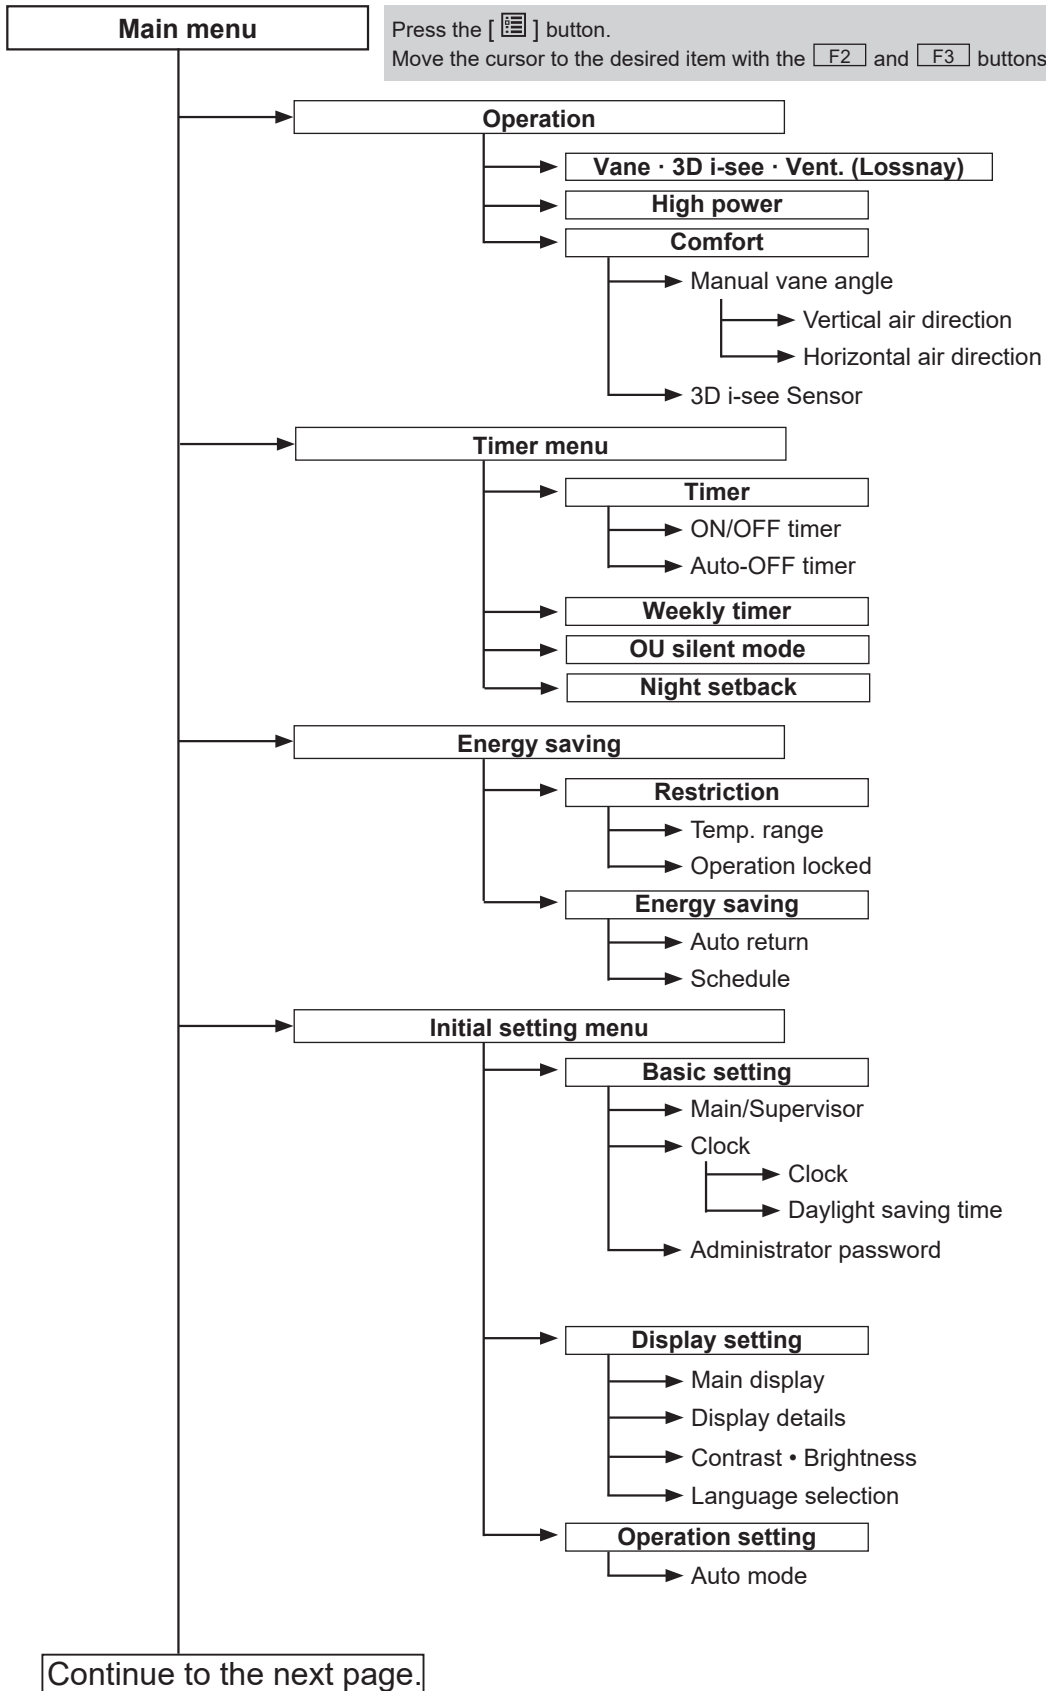 Main menu
Press the [ ] button.
Move the cursor to the desired item with the F2 and F3 buttons
Operation
Vane · 3D i-see · Vent. (Lossnay)
High power
Comfort
Manual vane angle
Vertical air direction
Horizontal air direction
3D i-see Sensor
Timer menu
Timer
ON/OFF timer
Auto-OFF timer
Weekly timer
OU silent mode
Night setback
Energy saving
Restriction
Temp. range
Operation locked
Energy saving
Auto return
Schedule
Initial setting menu
Basic setting
Main/Supervisor
Clock
Clock
Daylight saving time
Administrator password
Display setting
Main display
Display details
Contrast • Brightness
Language selection
Operation setting
Auto mode
Continue to the next page.